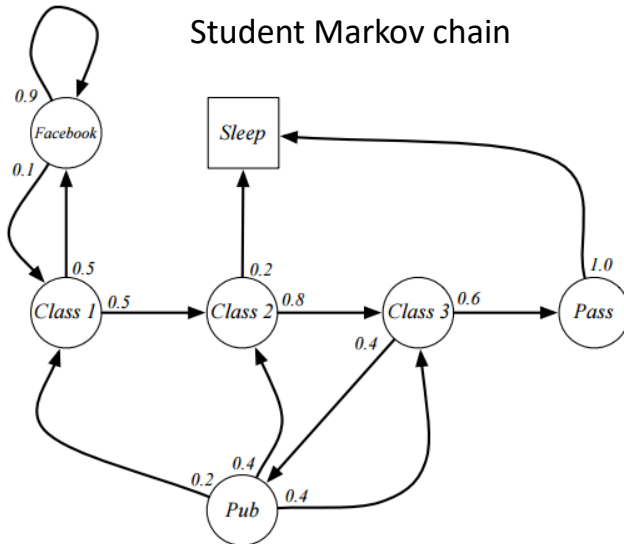 Student Markov chain
0.9
Facebook
Sleep
0.1
0.5
0.2
1.0
Class 1
0.5
Class 2
0.8
Class 3
0.6
Pass
0.4
0.2
0.4
0.4
Pub